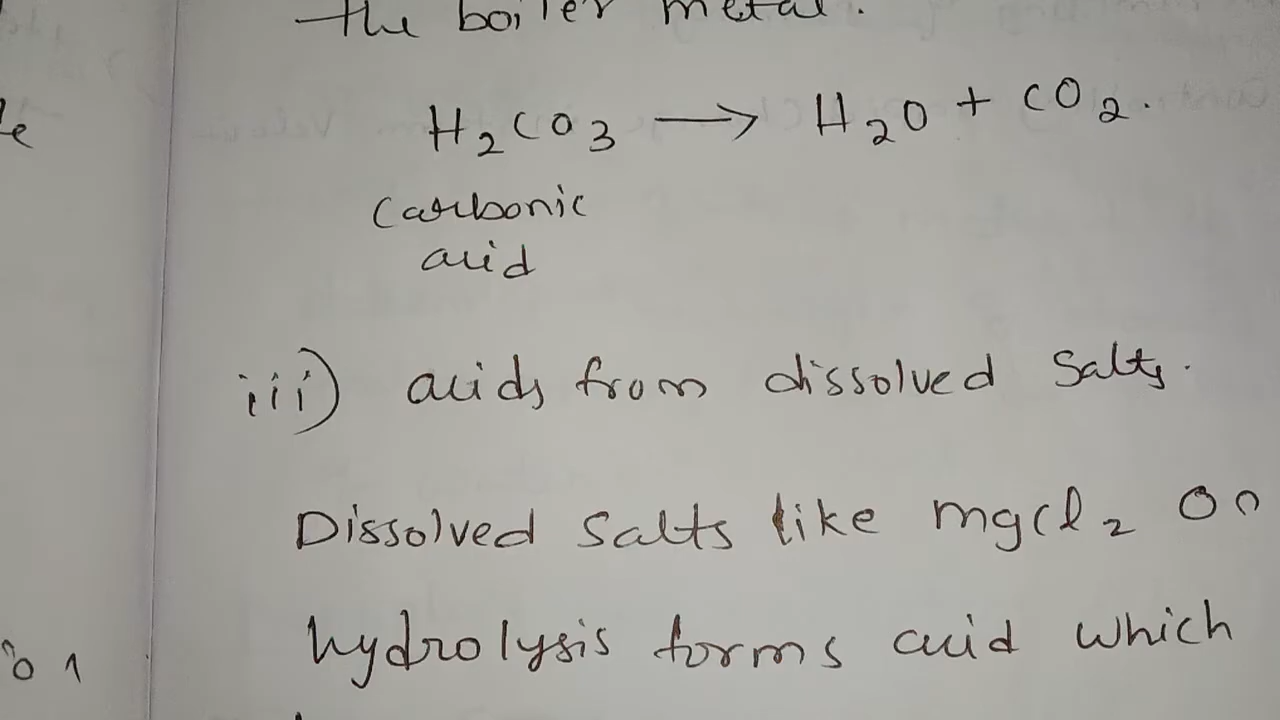 the boiler metal.
H₂CO₃ → H₂O + CO₂.
Carbonic
acid
iii) acids from dissolved Salts.
Dissolved Salts like mgcl₂ On
hydrolysis forms acid which